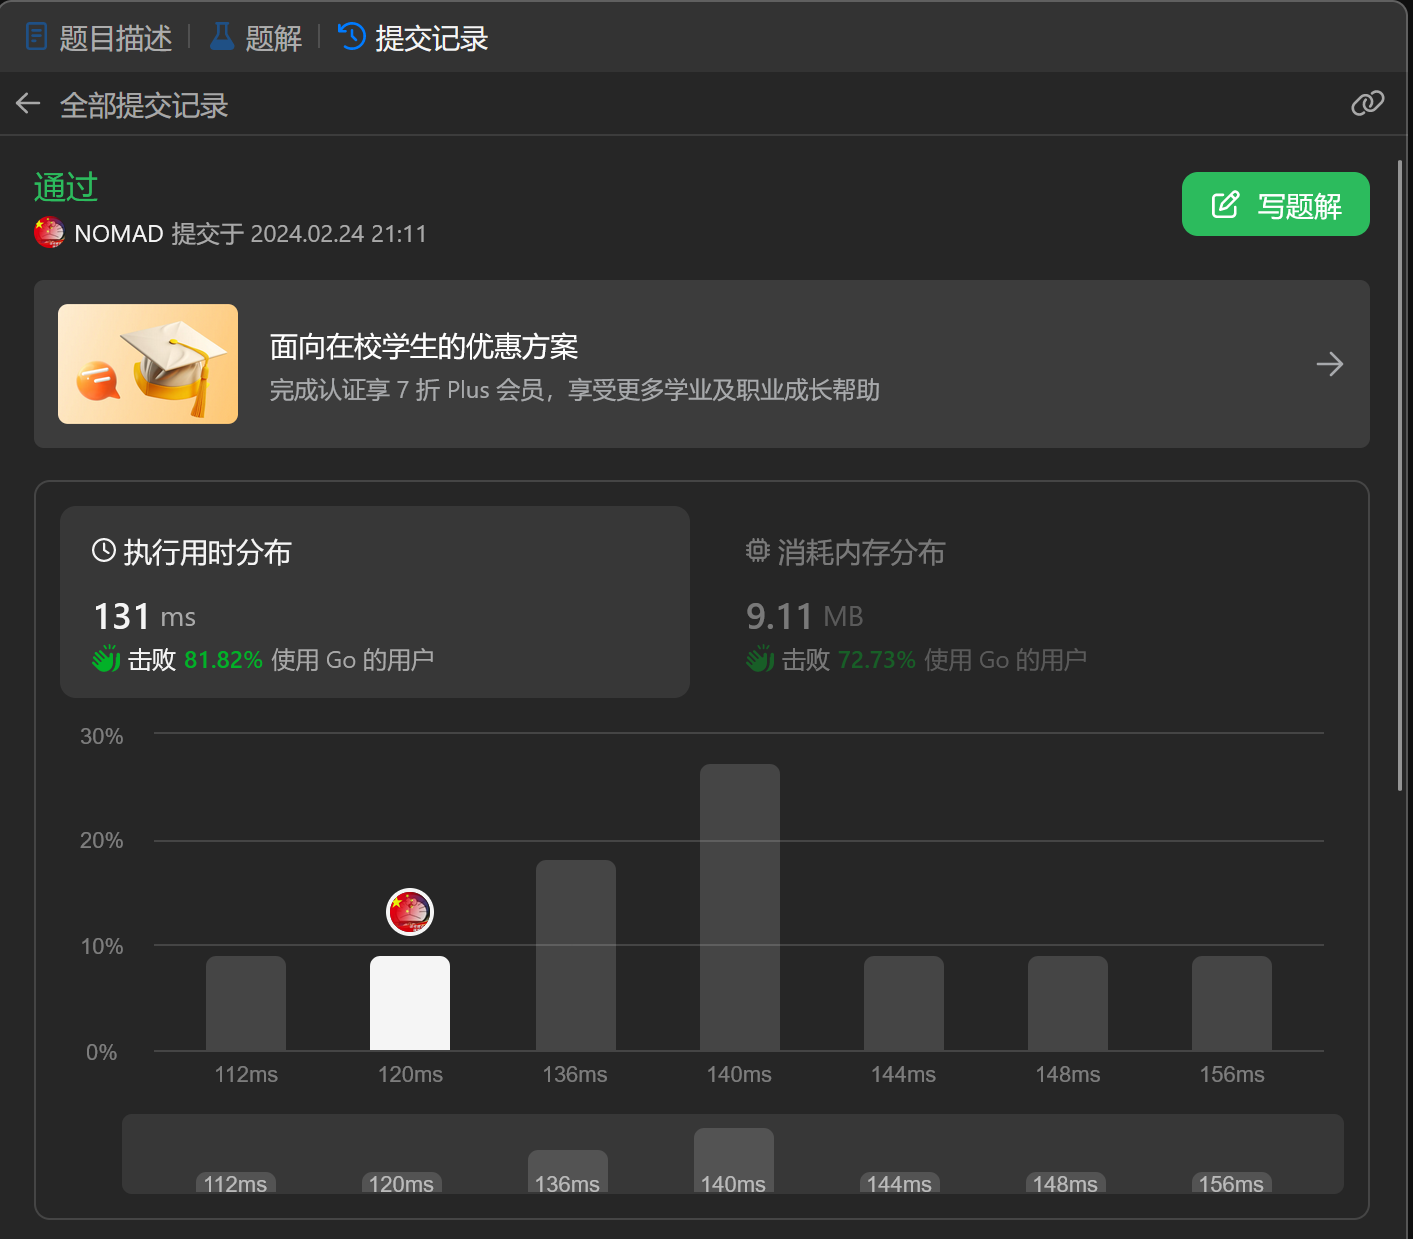 题目描述 题解 提交记录
全部提交记录
通过
写题解
NOMAD 提交于 2024.02.24 21:11
面向在校学生的优惠方案
完成认证享 7 折 Plus 会员，享受更多学业及职业成长帮助
执行用时分布
131 ms
击败 81.82% 使用 Go 的用户
消耗内存分布
9.11 MB
击败 72.73% 使用 Go 的用户
30%
20%
10%
0%
112ms 120ms 136ms 140ms 144ms 148ms 156ms
112ms 120ms 136ms 140ms 144ms 148ms 156ms